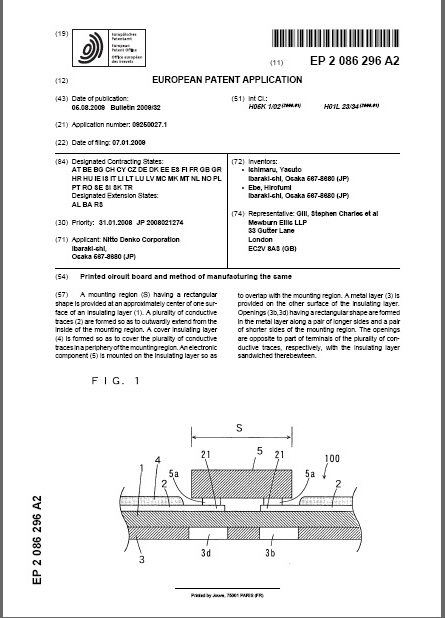 (19)
Europäisches
Patentamt
European
Patent Office
Office européen
des brevets
(11)
EP 2 086 296 A2
(12)
EUROPEAN PATENT APPLICATION
(43) Date of publication:
05.08.2009 Bulletin 2009/32
(51) Int Cl.:
H05K 1/02 (2006.01)
H01L 23/34 (2006.01)
(21) Application number: 09250027.1
(22) Date of filing: 07.01.2009
(84) Designated Contracting States:
AT BE BG CH CY CZ DE DK EE ES FI FR GB GR
HR HU IE IS IT LI LT LU LV MC MK MT NL NO PL
PT RO SE SI SK TR
Designated Extension States:
AL BA RS
(30) Priority: 31.01.2008 JP 2008021274
(71) Applicant: Nitto Denko Corporation
Ibaraki-shi,
Osaka 567-8680 (JP)
(72) Inventors:
• Ishimaru, Yasuto
Ibaraki-shi, Osaka 567-8680 (JP)
• Ebe, Hirofumi
Ibaraki-shi, Osaka 567-8680 (JP)
(74) Representative: Gill, Stephen Charles et al
Mewburn Ellis LLP
33 Gutter Lane
London
EC2V 8AS (GB)
(54) Printed circuit board and method of manufacturing the same
(57) A mounting region (S) having a rectangular
shape is provided at an approximately center of one sur-
face of an insulating layer (1). A plurality of conductive
traces (2) are formed so as to outwardly extend from the
inside of the mounting region. A cover insulating layer
(4) is formed so as to cover the plurality of conductive
traces in a periphery of the mounting region. An electronic
component (5) is mounted on the insulating layer so as
to overlap with the mounting region. A metal layer (3) is
provided on the other surface of the insulating layer.
Openings (3b,3d) having a rectangular shape are formed
in the metal layer along a pair of longer sides and a pair
of shorter sides of the mounting region. The openings
are opposite to part of terminals of the plurality of con-
ductive traces, respectively, with the insulating layer
sandwiched therebewteen.
FIG. 1
S
5
21
21
5a
5a
100
4
1
2
2
3
3d
3b
EP 2 086 296 A2
Printed by Jouve, 75001 PARIS (FR)